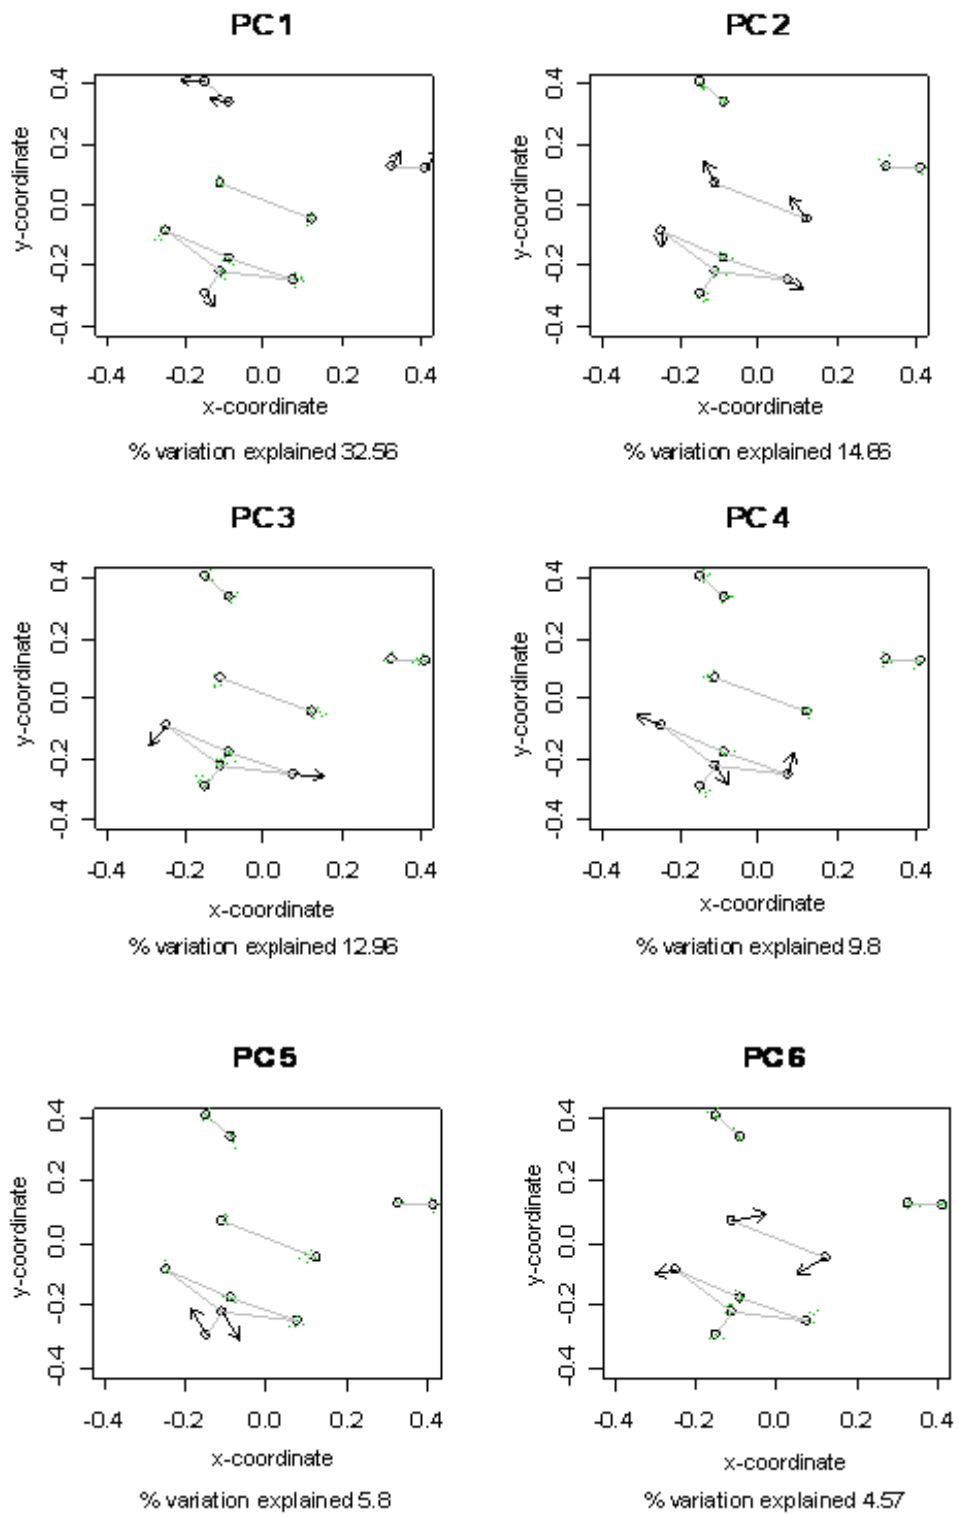 PC1
y-coordinate
0.4
0.2
0.0
-0.2
-0.4
-0.4 -0.2 0.0 0.2 0.4
x-coordinate
% variation explained 32.56
PC2
y-coordinate
0.4
0.2
0.0
-0.2
-0.4
-0.4 -0.2 0.0 0.2 0.4
x-coordinate
% variation explained 14.66
PC3
y-coordinate
0.4
0.2
0.0
-0.2
-0.4
-0.4 -0.2 0.0 0.2 0.4
x-coordinate
% variation explained 12.96
PC4
y-coordinate
0.4
0.2
0.0
-0.2
-0.4
-0.4 -0.2 0.0 0.2 0.4
x-coordinate
% variation explained 9.8
PC5
y-coordinate
0.4
0.2
0.0
-0.2
-0.4
-0.4 -0.2 0.0 0.2 0.4
x-coordinate
% variation explained 5.8
PC6
y-coordinate
0.4
0.2
0.0
-0.2
-0.4
-0.4 -0.2 0.0 0.2 0.4
x-coordinate
% variation explained 4.57